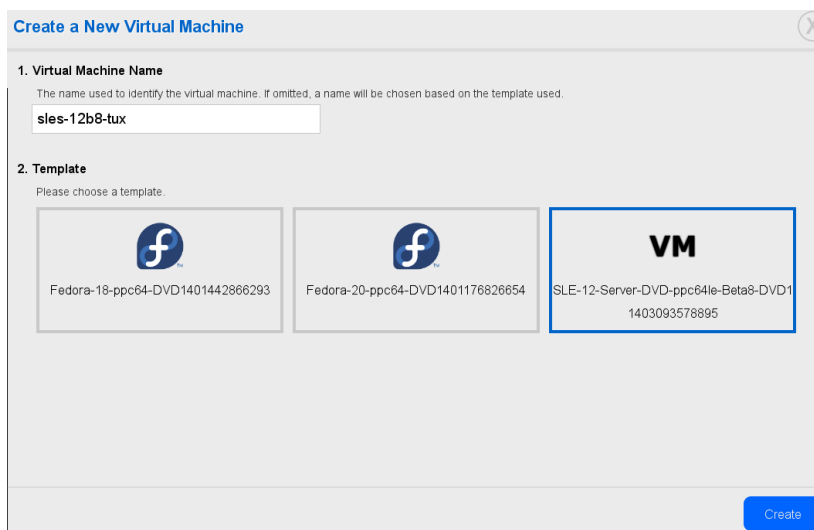 Create a New Virtual Machine
X
1. Virtual Machine Name
The name used to identify the virtual machine. If omitted, a name will be chosen based on the template used.
sles-12b8-tux
2. Template
Please choose a template.
Fedora-18-ppc64-DVD1401442866293
Fedora-20-ppc64-DVD1401176826654
VM
SLE-12-Server-DVD-ppc64le-Beta8-DVD1
1403093578895
Create